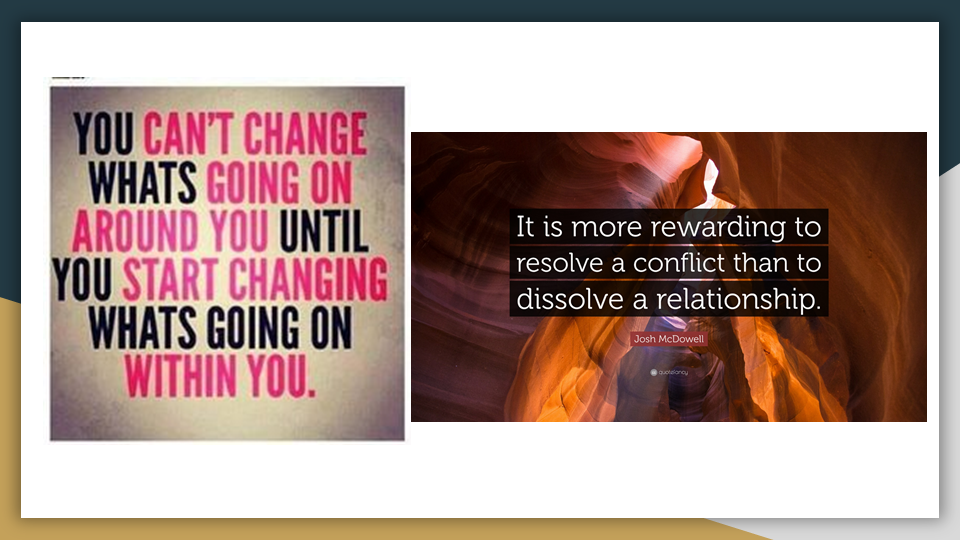 YOU CAN'T CHANGE
WHATS GOING ON
AROUND YOU UNTIL
YOU START CHANGING
WHATS GOING ON
WITHIN YOU.
It is more rewarding to
resolve a conflict than to
dissolve a relationship.
Josh McDowell
quotefancy